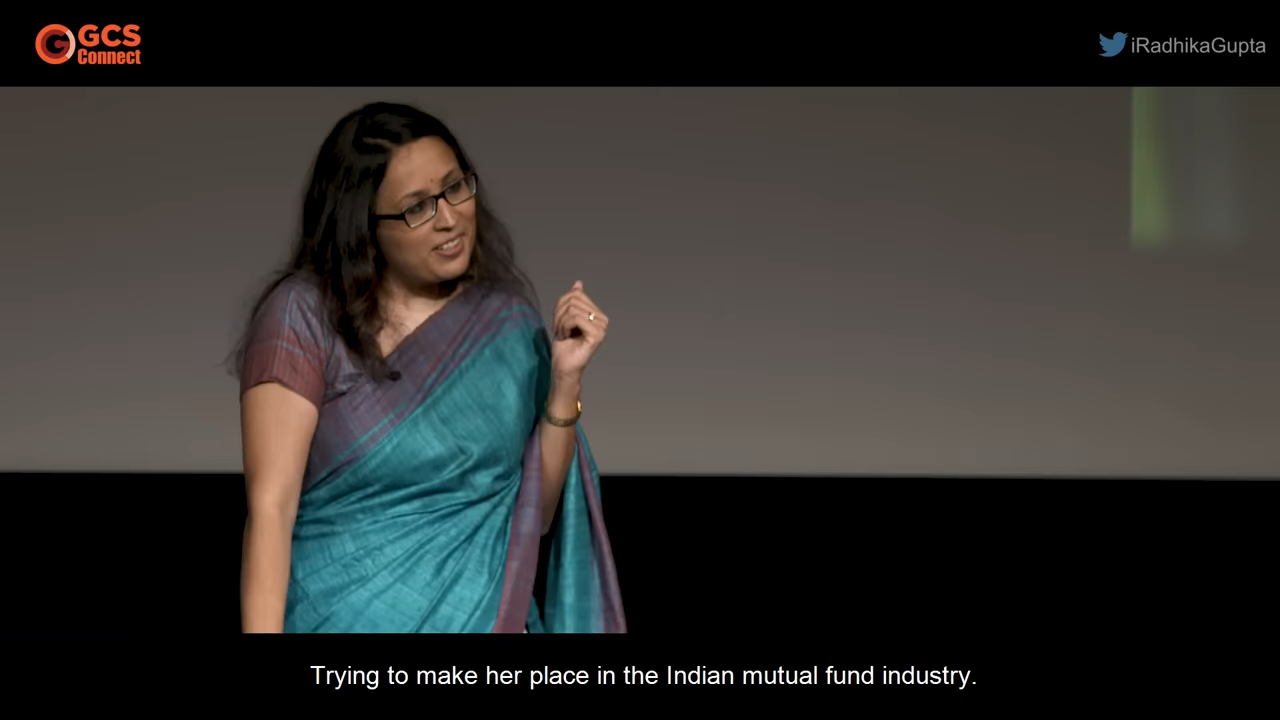 GCS
Connect
iRadhikaGupta
Trying to make her place in the Indian mutual fund industry.